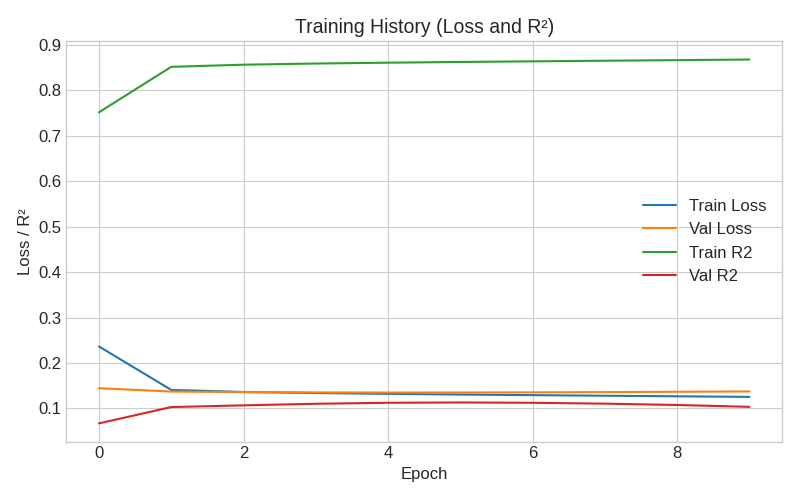 Training History (Loss and R²)
Loss / R²
0.9
0.8
0.7
0.6
0.5
0.4
0.3
0.2
0.1
Train Loss
Val Loss
Train R2
Val R2
0 2 4 6 8
Epoch